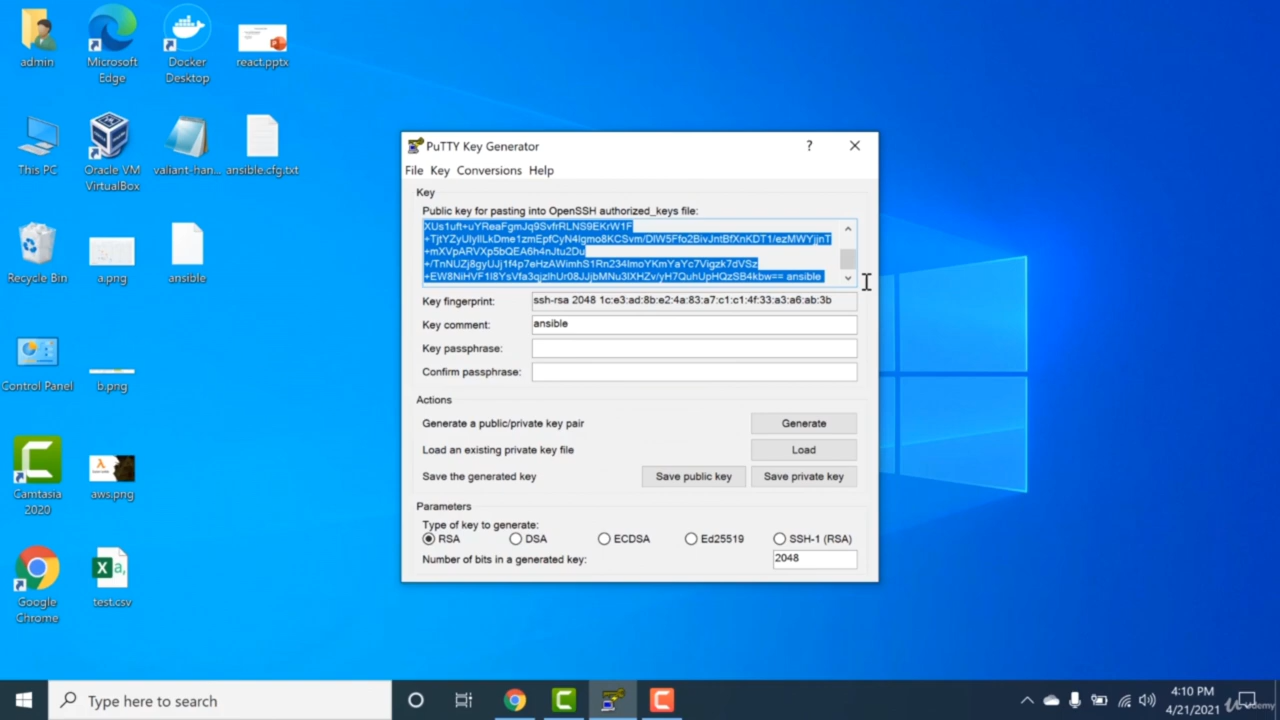 admin
Microsoft
Edge
Docker
Desktop
react.pptx
This PC
Oracle VM
VirtualBox
valiant-han...
ansible.cfg.txt
Recycle Bin
a.png
ansible
Control Panel
b.png
Camtasia
2020
aws.png
Google
Chrome
test.csv
PuTTY Key Generator
?
File Key Conversions Help
Key
Public key for pasting into OpenSSH authorized_keys file:
+mXVpARVXp5bQEA6h4nJtu2Du
ansible
Key fingerprint:
ssh-rsa 2048 1c:e3:ad:8b:e2:4a:83:a7:c1:c1:4f:33:a3:a6:ab:3b
Key comment:
ansible
Key passphrase:
Confirm passphrase:
Actions
Generate a public/private key pair
Generate
Load an existing private key file
Load
Save the generated key
Save public key
Save private key
Parameters
Type of key to generate:
RSA
DSA
ECDSA
Ed25519
SSH-1 (RSA)
Number of bits in a generated key:
2048
Type here to search
4:10 PM
4/21/2021
Udemy